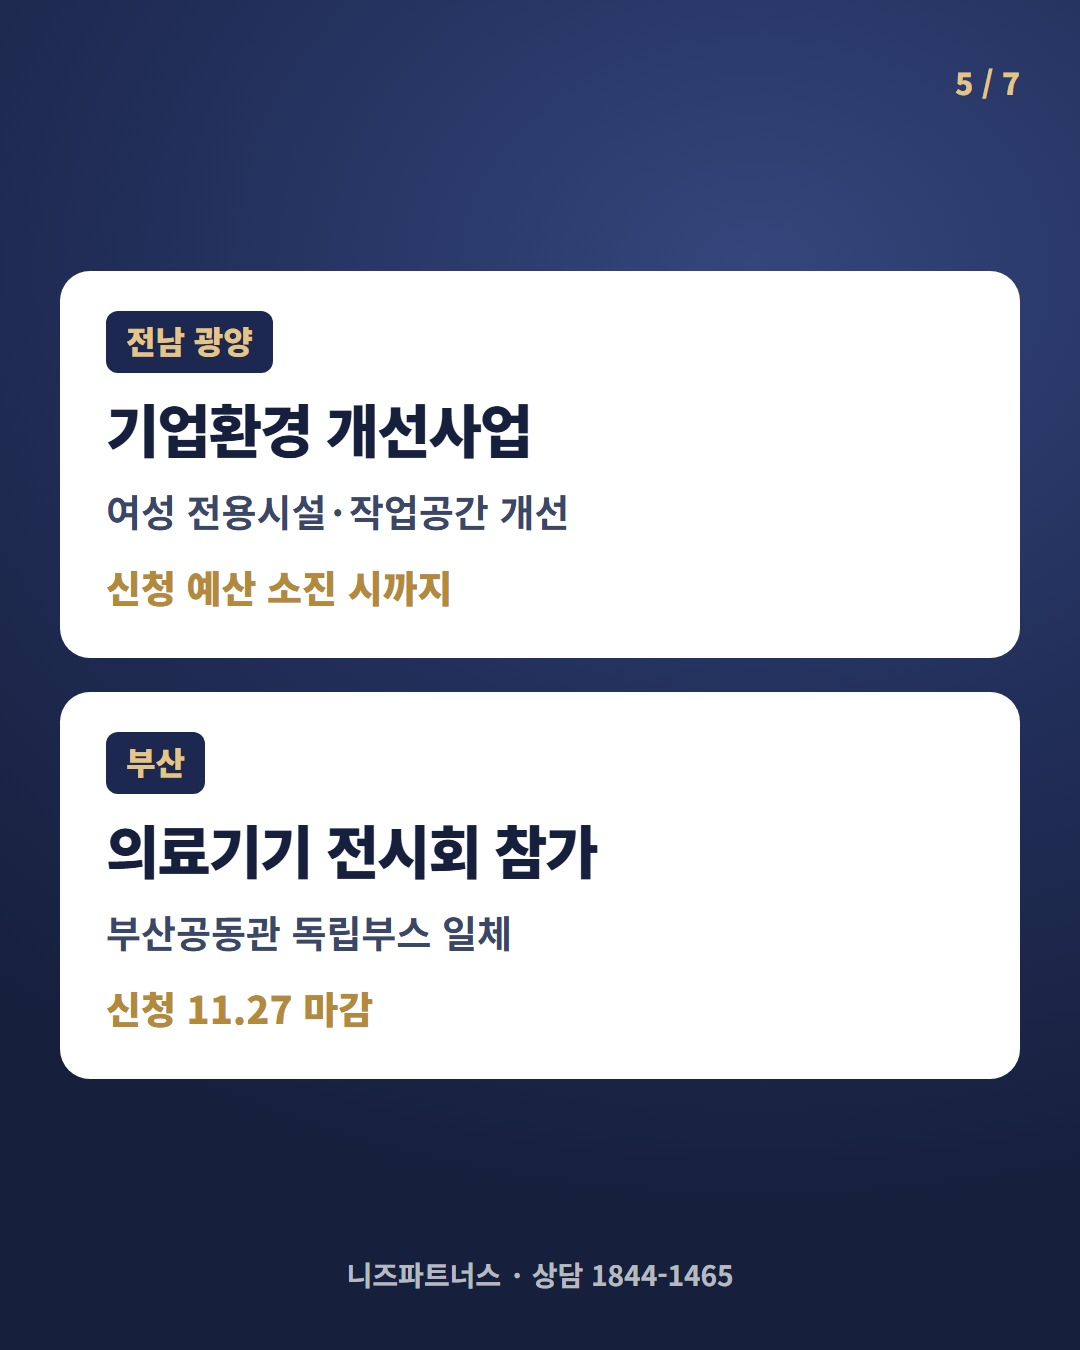 5 / 7
전남 광양
기업환경 개선사업
여성 전용시설·작업공간 개선
신청 예산 소진 시까지
부산
의료기기 전시회 참가
부산공동관 독립부스 일체
신청 11.27 마감
니즈파트너스 · 상담 1844-1465